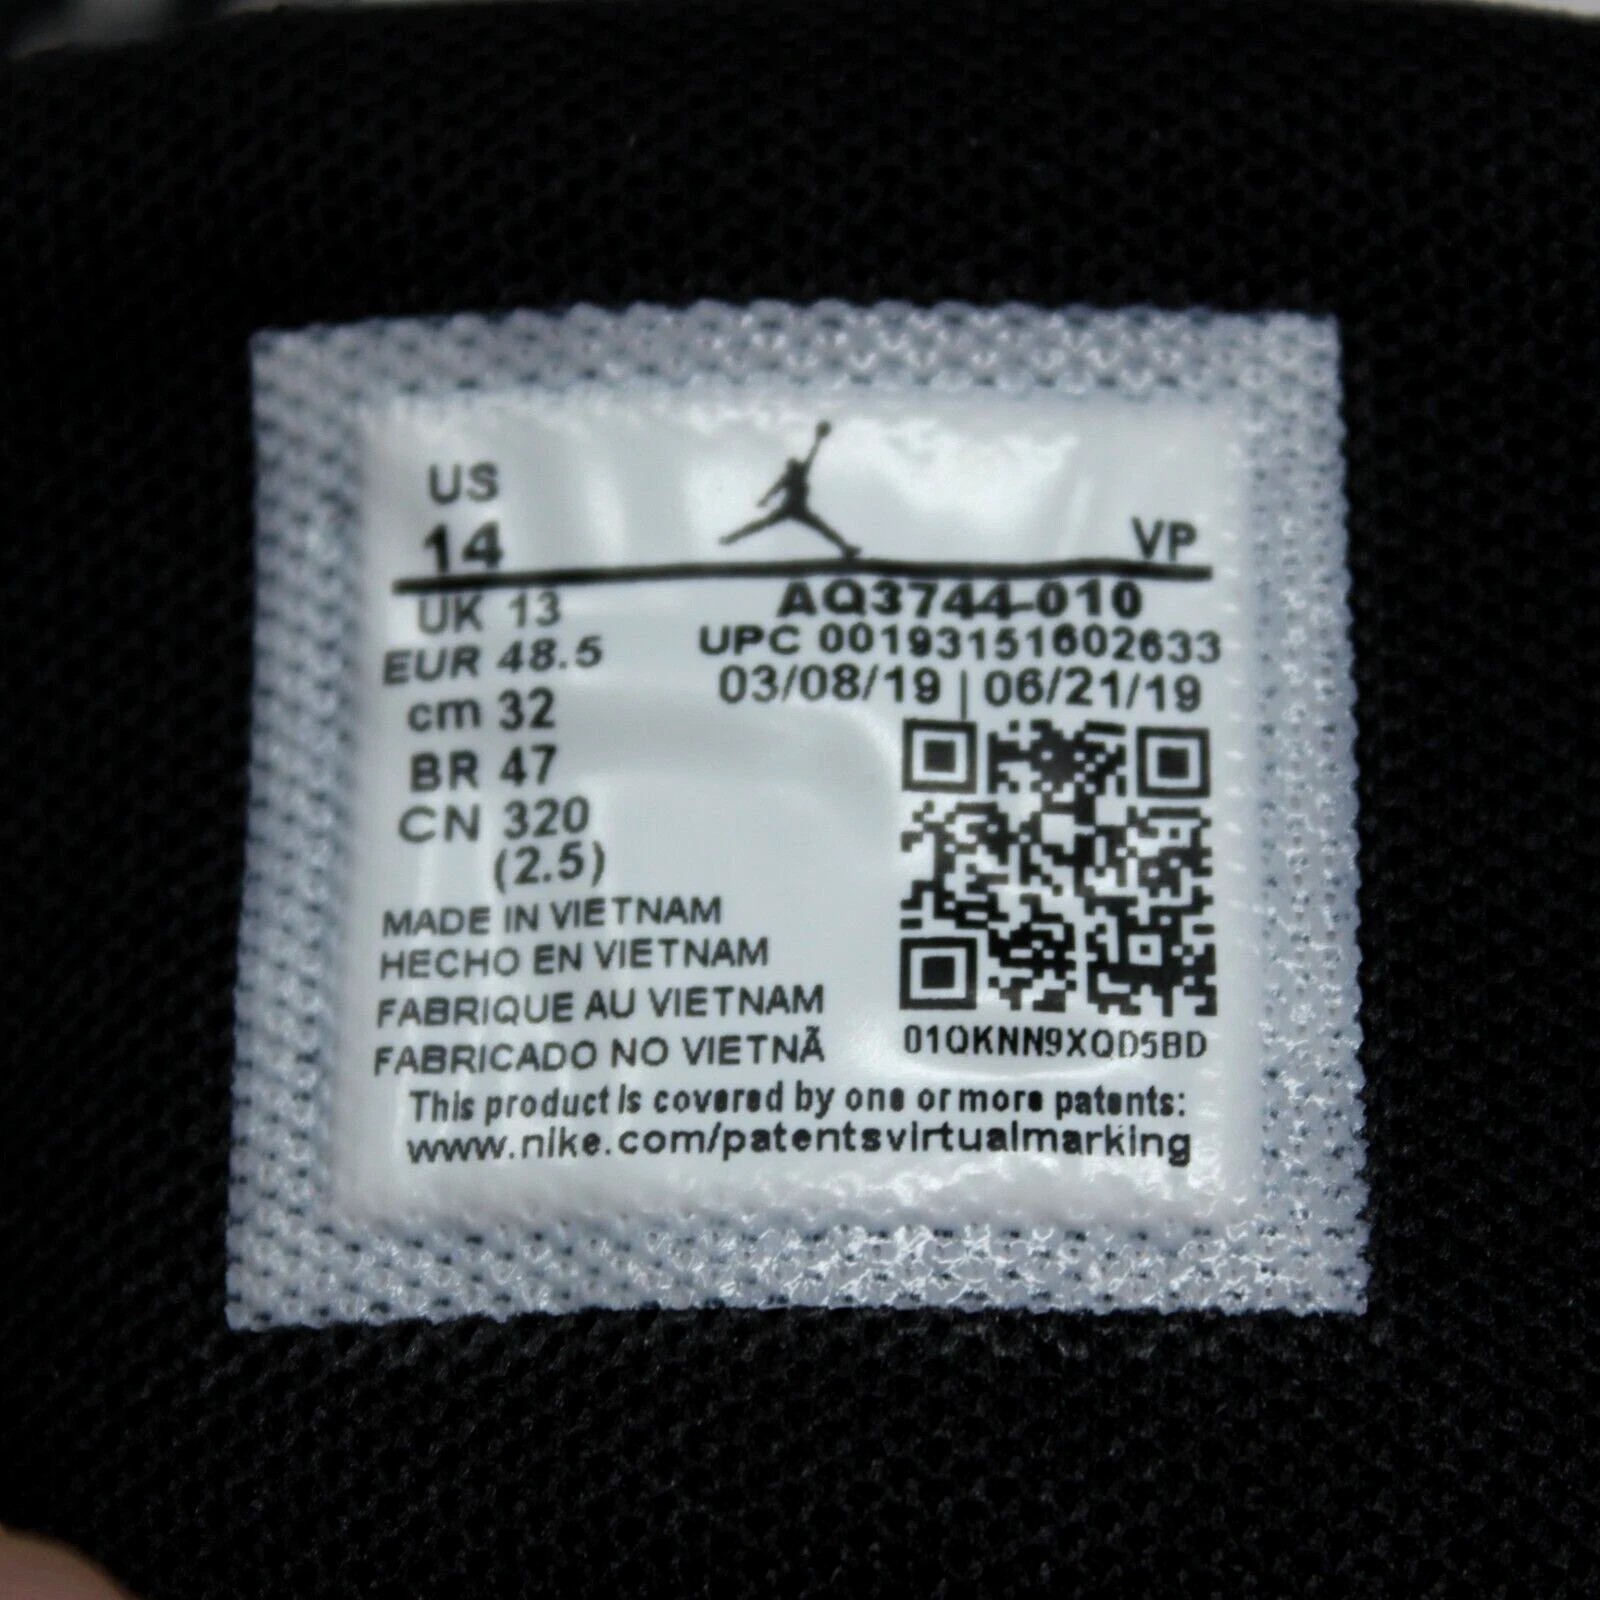 US
14
VP
UK 13
EUR 48.5
cm 32
BR 47
CN 320
(2.5)
AQ3744-010
UPC 00193151602633
03/08/19 | 06/21/19
01QKNN9XQD5BD
MADE IN VIETNAM
HECHO EN VIETNAM
FABRIQUE AU VIETNAM
FABRICADO NO VIETNÃ
This product is covered by one or more patents:
www.nike.com/patentsvirtualmarking